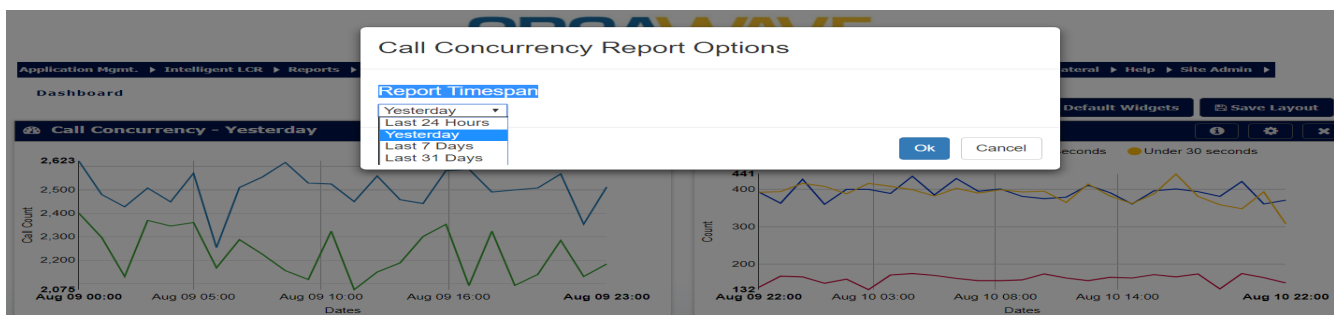 Call Concurrency Report Options
Application Mgmt. Intelligent LCR Reports
ateral Help Site Admin
Dashboard
Report Timespan
Yesterday
Last 24 Hours
Yesterday
Last 7 Days
Last 31 Days
Ok Cancel
Default Widgets Save Layout
Call Concurrency - Yesterday
econds Under 30 seconds
2,623
2,500
2,400
2,300
2,200
2,075
Call Count
Aug 09 00:00 Aug 09 05:00 Aug 09 10:00 Aug 09 16:00 Aug 09 23:00
Dates
441
400
300
200
132
Count
Aug 09 22:00 Aug 10 03:00 Aug 10 08:00 Aug 10 14:00 Aug 10 22:00
Dates